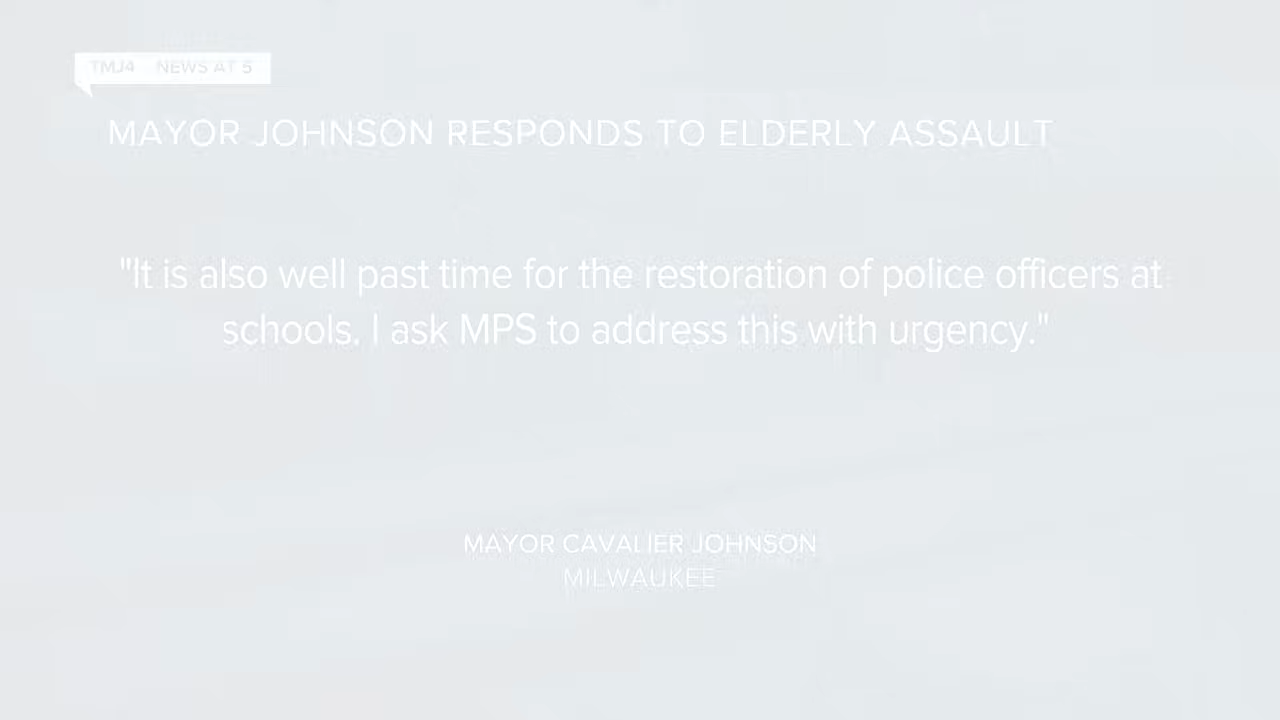 TMJ4 NEWS AT 5
MAYOR JOHNSON RESPONDS TO ELDERLY ASSAULT
"It is also well past time for the restoration of police officers at
schools. I ask MPS to address this with urgency."
MAYOR CAVALIER JOHNSON
MILWAUKEE